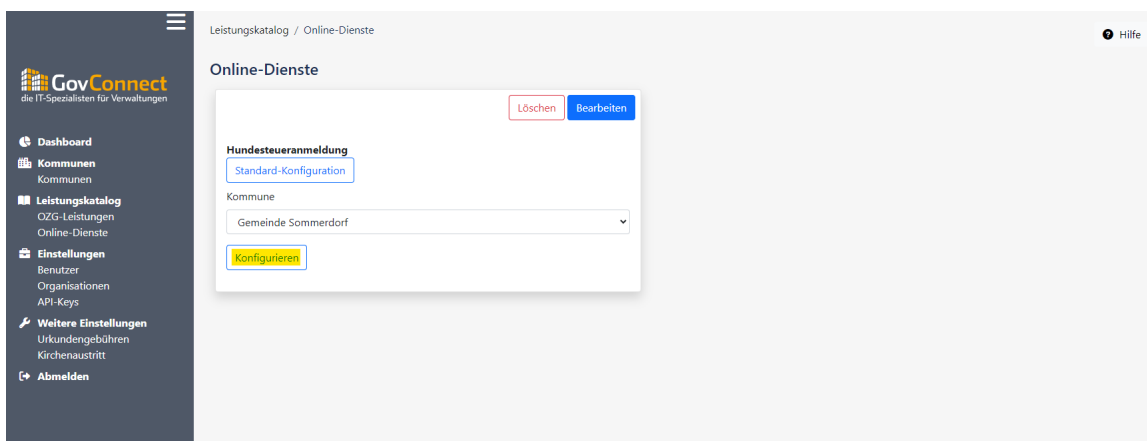 Leistungskatalog / Online-Dienste
Hilfe
GovConnect
die IT-Spezialisten für Verwaltungen
Dashboard
Kommunen
Kommunen
Leistungskatalog
OZG-Leistungen
Online-Dienste
Einstellungen
Benutzer
Organisationen
API-Keys
Weitere Einstellungen
Urkundengebühren
Kirchenaustritt
Abmelden
Online-Dienste
Löschen Bearbeiten
Hundesteueranmeldung
Standard-Konfiguration
Kommune
Gemeinde Sommerdorf
Konfigurieren